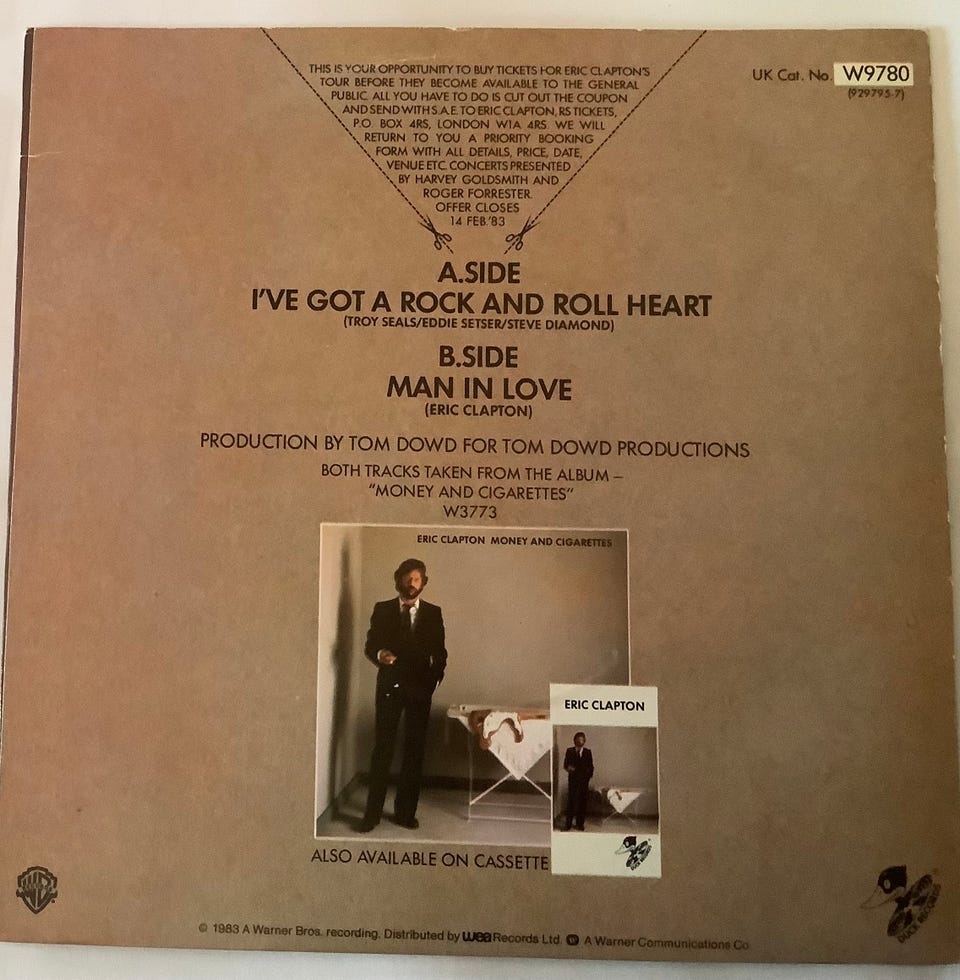 THIS IS YOUR OPPORTUNITY TO BUY TICKETS FOR ERIC CLAPTON'S
TOUR BEFORE THEY BECOME AVAILABLE TO THE GENERAL
PUBLIC. ALL YOU HAVE TO DO IS CUT OUT THE COUPON
AND SEND WITH S.A.E. TO ERIC CLAPTON, RS TICKETS,
P.O. BOX 4RS, LONDON W1A 4RS. WE WILL
RETURN TO YOU A PRIORITY BOOKING
FORM WITH ALL DETAILS, PRICE, DATE,
VENUE ETC. CONCERTS PRESENTED
BY HARVEY GOLDSMITH AND
ROGER FORRESTER.
OFFER CLOSES
14 FEB.'83
UK Cat. No. W9780
(929795-7)
A.SIDE
I'VE GOT A ROCK AND ROLL HEART
(TROY SEALS/EDDIE SETSER/STEVE DIAMOND)
B.SIDE
MAN IN LOVE
(ERIC CLAPTON)
PRODUCTION BY TOM DOWD FOR TOM DOWD PRODUCTIONS
BOTH TRACKS TAKEN FROM THE ALBUM –
"MONEY AND CIGARETTES"
W3773
ERIC CLAPTON MONEY AND CIGARETTES
ERIC CLAPTON
ALSO AVAILABLE ON CASSETTE
DUCK RECORDS
© 1983 A Warner Bros. recording. Distributed by wea Records Ltd. A Warner Communications Co.